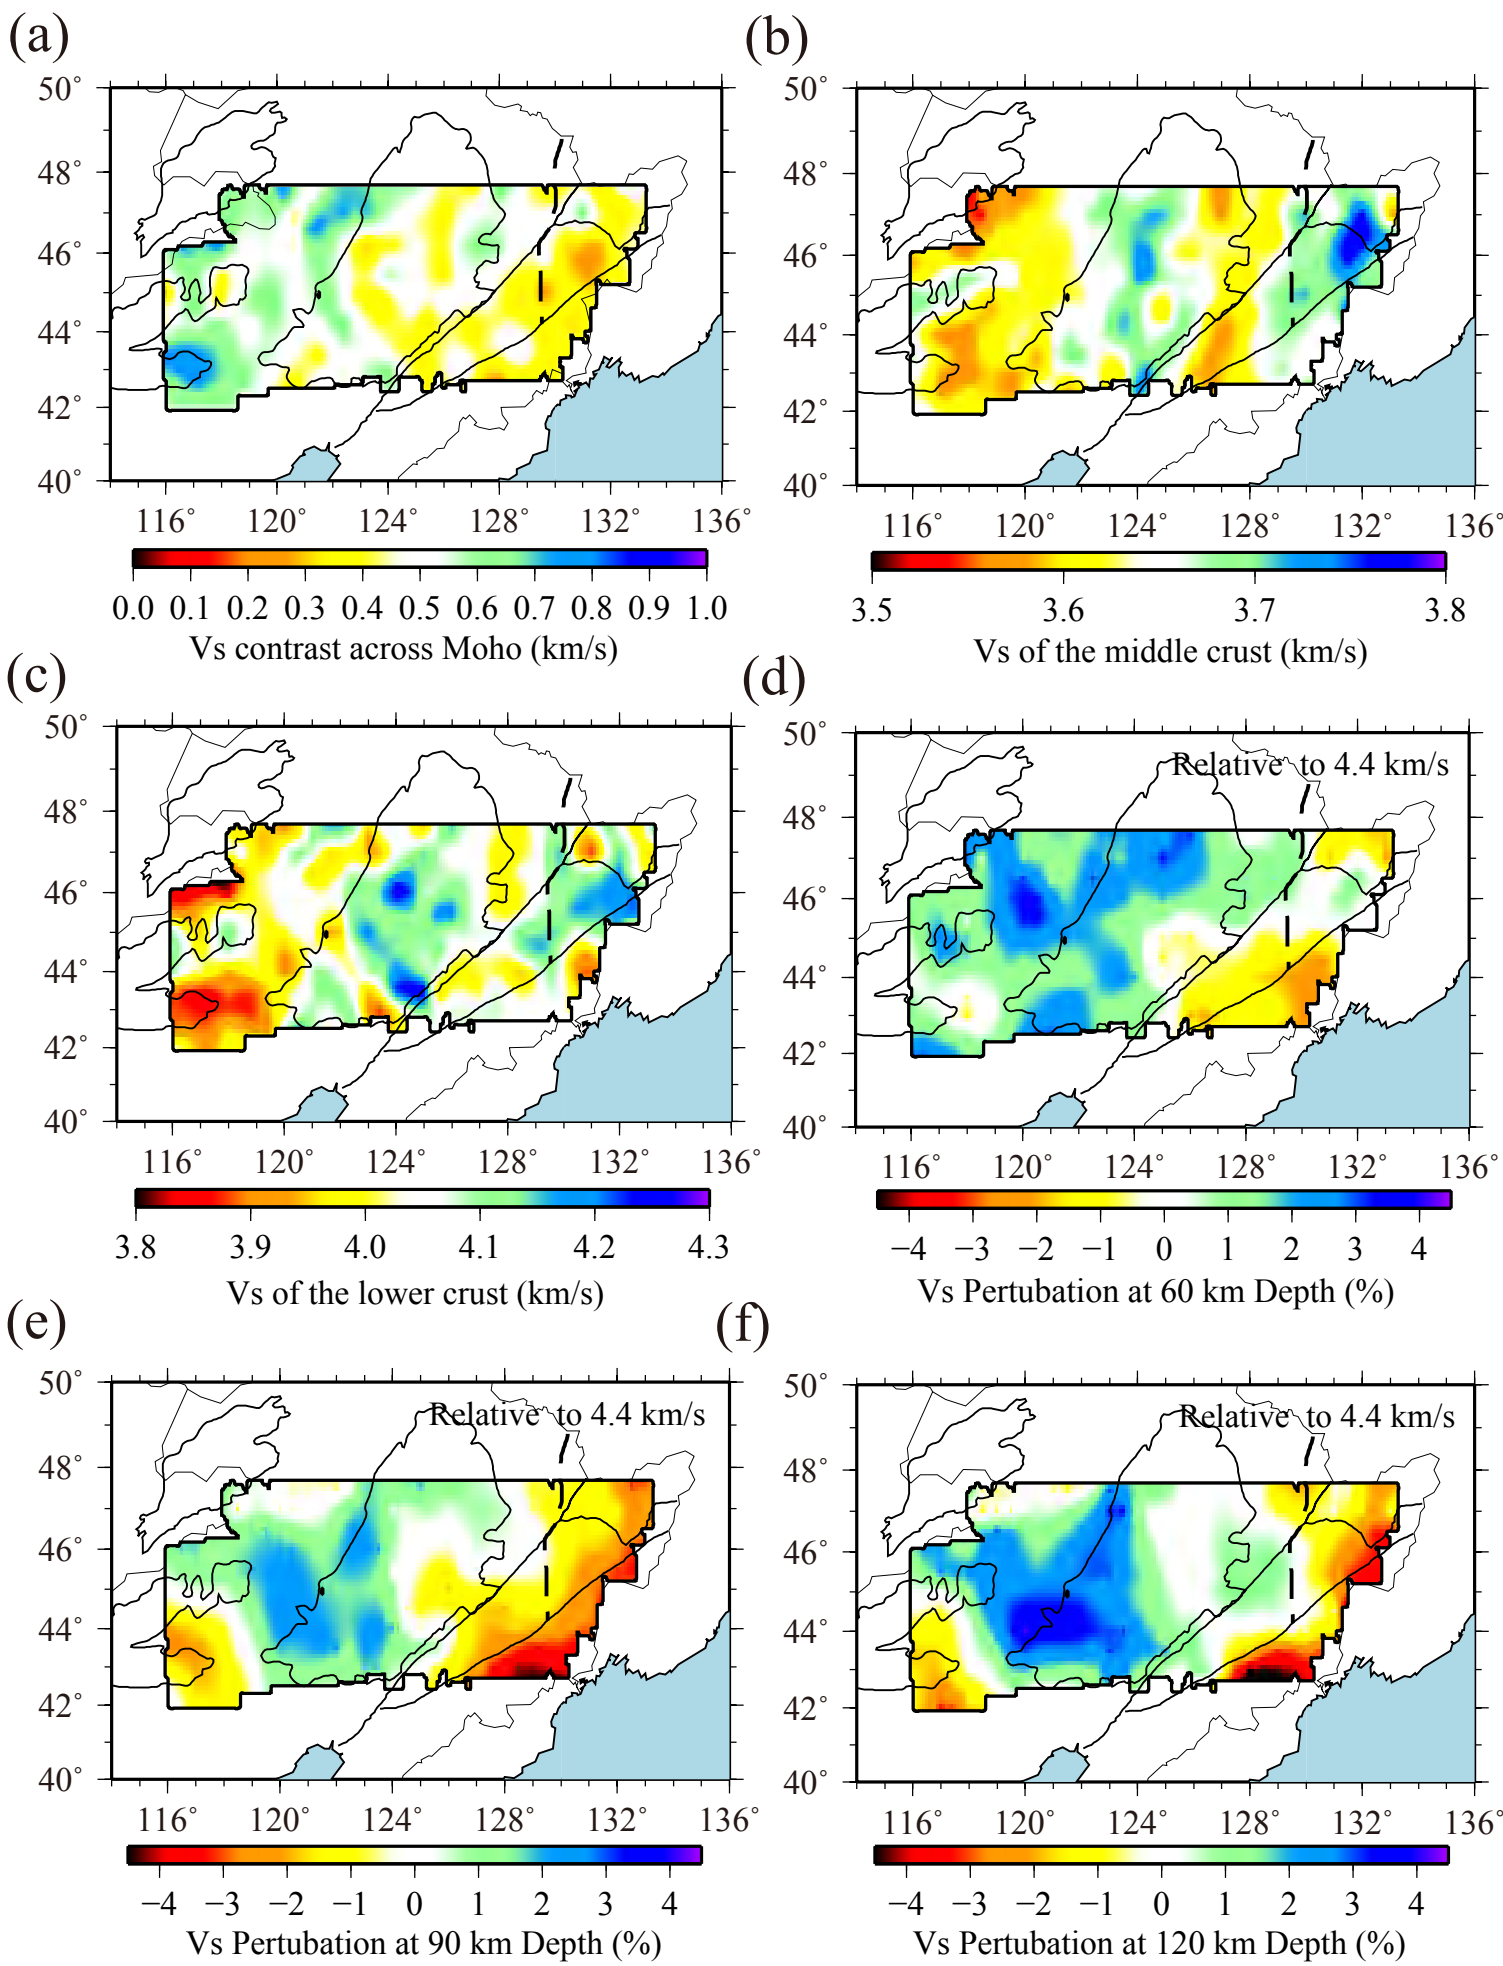 (a)
(b)
50°
48°
46°
44°
42°
40°
116° 120° 124° 128° 132° 136°
0.0 0.1 0.2 0.3 0.4 0.5 0.6 0.7 0.8 0.9 1.0
Vs contrast across Moho (km/s)
50°
48°
46°
44°
42°
40°
116° 120° 124° 128° 132° 136°
3.5 3.6 3.7 3.8
Vs of the middle crust (km/s)
(c)
(d)
50°
48°
46°
44°
42°
40°
116° 120° 124° 128° 132° 136°
3.8 3.9 4.0 4.1 4.2 4.3
Vs of the lower crust (km/s)
Relative to 4.4 km/s
50°
48°
46°
44°
42°
40°
116° 120° 124° 128° 132° 136°
−4 −3 −2 −1 0 1 2 3 4
Vs Pertubation at 60 km Depth (%)
(e)
(f)
Relative to 4.4 km/s
50°
48°
46°
44°
42°
40°
116° 120° 124° 128° 132° 136°
−4 −3 −2 −1 0 1 2 3 4
Vs Pertubation at 90 km Depth (%)
Relative to 4.4 km/s
50°
48°
46°
44°
42°
40°
116° 120° 124° 128° 132° 136°
−4 −3 −2 −1 0 1 2 3 4
Vs Pertubation at 120 km Depth (%)